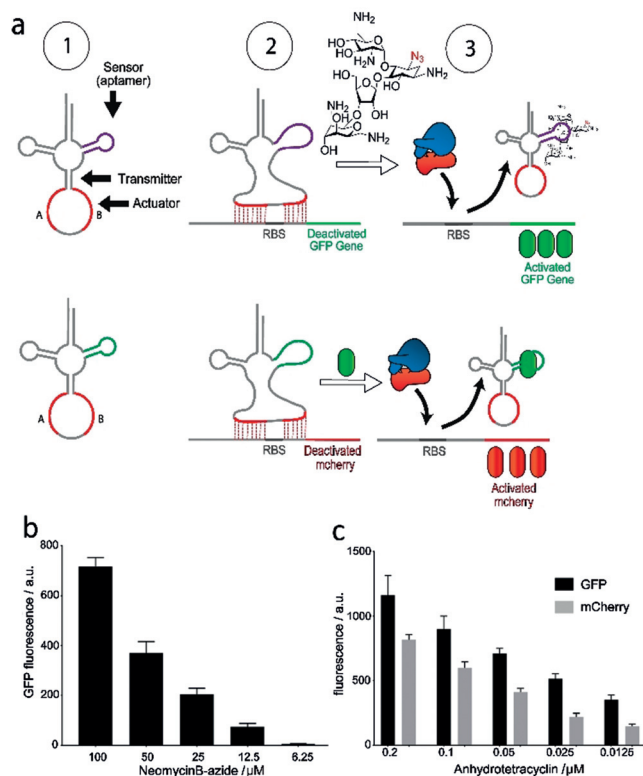 a
1
2
3
Sensor
(aptamer)
Transmitter
Actuator
A
B
NH₂
HO
HO
NH₂
N₃
NH₂
HO
O
OH
NH₂
HO
OH
NH₂
RBS
Deactivated
GFP Gene
RBS
Activated
GFP Gene
A
B
RBS
Deactivated
mcherry
RBS
Activated
mcherry
b
GFP fluorescence / a.u.
800
600
400
200
0
100 50 25 12.5 6.25
NeomycinB-azide /µM
c
fluorescence / a.u.
1500
1000
500
0
GFP
mCherry
0.2 0.1 0.05 0.025 0.0125
Anhydrotetracyclin /µM